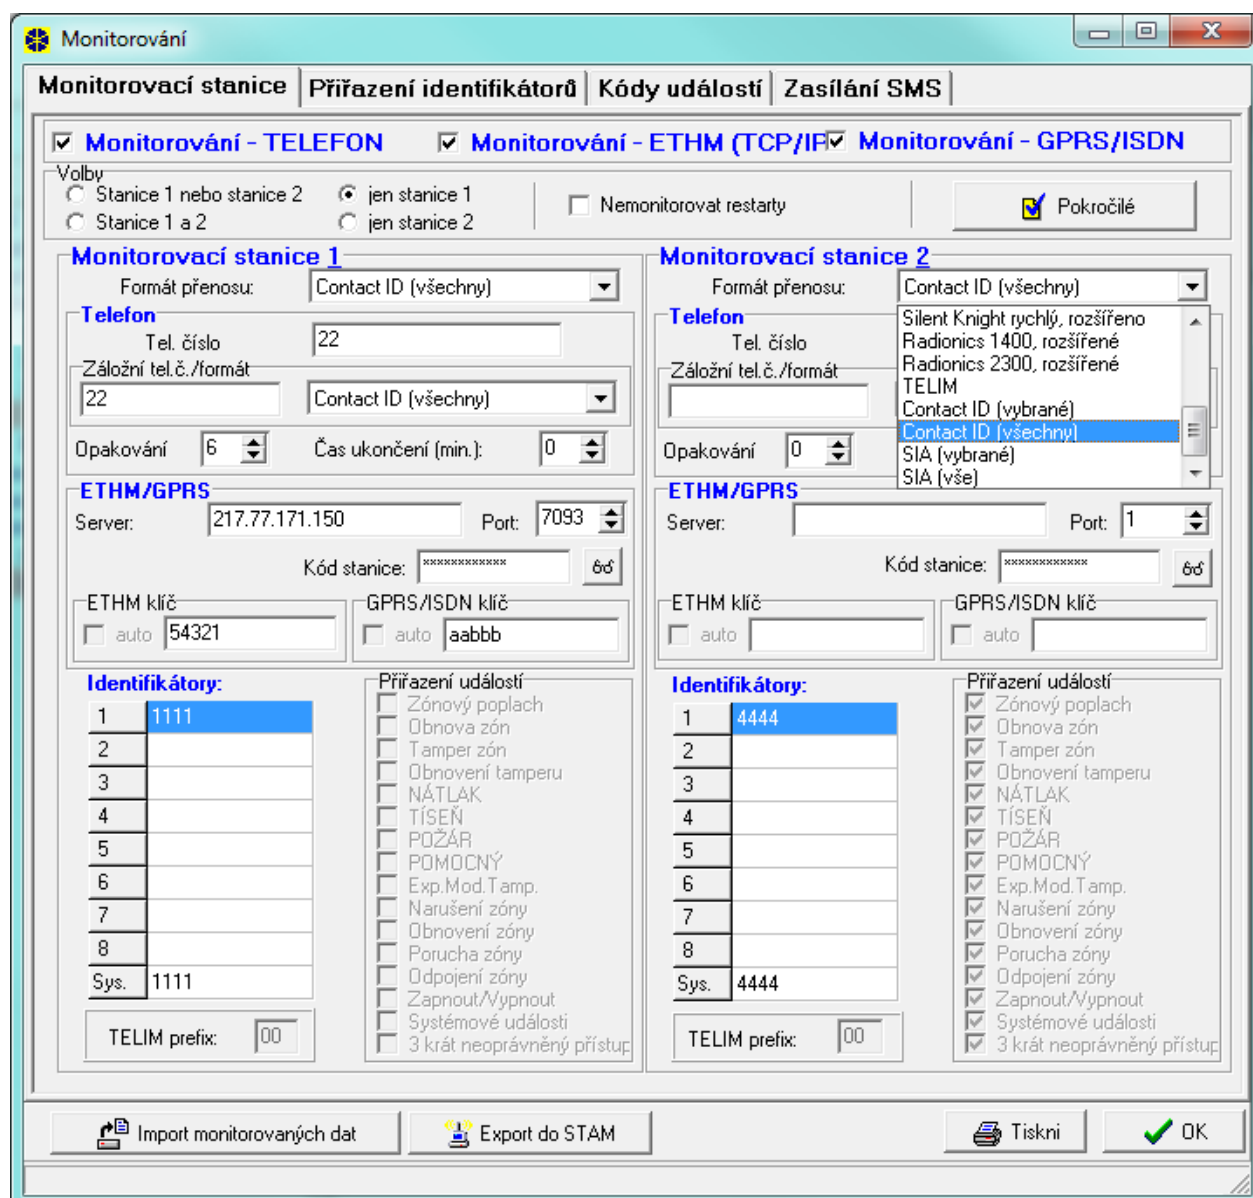 Monitorování
Monitorovací stanice Přiřazení identifikátorů Kódy událostí Zasílání SMS
Monitorování - TELEFON Monitorování - ETHM (TCP/IP Monitorování - GPRS/ISDN
Volby
Stanice 1 nebo stanice 2 jen stanice 1 Nemonitorovat restarty Pokročilé
Stanice 1 a 2 jen stanice 2
Monitorovací stanice 1
Formát přenosu: Contact ID (všechny)
Telefon
Tel. číslo 22
Záložní tel.č./formát
22 Contact ID (všechny)
Opakování 6 Čas ukončení (min.): 0
ETHM/GPRS
Server: 217.77.171.150 Port: 7093
Kód stanice: ************
ETHM klíč GPRS/ISDN klíč
auto 54321 auto aabbb
Identifikátory:
1 1111
2
3
4
5
6
7
8
Sys. 1111
TELIM prefix: 00
Přiřazení událostí
Zónový poplach
Obnova zón
Tamper zón
Obnovení tamperu
NÁTLAK
TÍSEŇ
POŽÁR
POMOCNÝ
Exp.Mod.Tamp.
Narušení zóny
Obnovení zóny
Porucha zóny
Odpojení zóny
Zapnout/Vypnout
Systémové události
3 krát neoprávněný přístup
Monitorovací stanice 2
Formát přenosu: Contact ID (všechny)
Silent Knight rychlý, rozšířeno
Radionics 1400, rozšířené
Radionics 2300, rozšířené
TELIM
Contact ID (vybrané)
Contact ID (všechny)
SIA (vybrané)
SIA (vše)
Telefon
Tel. číslo
Záložní tel.č./formát
Opakování 0
ETHM/GPRS
Server: Port: 1
Kód stanice: ************
ETHM klíč GPRS/ISDN klíč
auto auto
Identifikátory:
1 4444
2
3
4
5
6
7
8
Sys. 4444
TELIM prefix: 00
Přiřazení událostí
Zónový poplach
Obnova zón
Tamper zón
Obnovení tamperu
NÁTLAK
TÍSEŇ
POŽÁR
POMOCNÝ
Exp.Mod.Tamp.
Narušení zóny
Obnovení zóny
Porucha zóny
Odpojení zóny
Zapnout/Vypnout
Systémové události
3 krát neoprávněný přístup
Import monitorovaných dat Export do STAM Tiskni OK